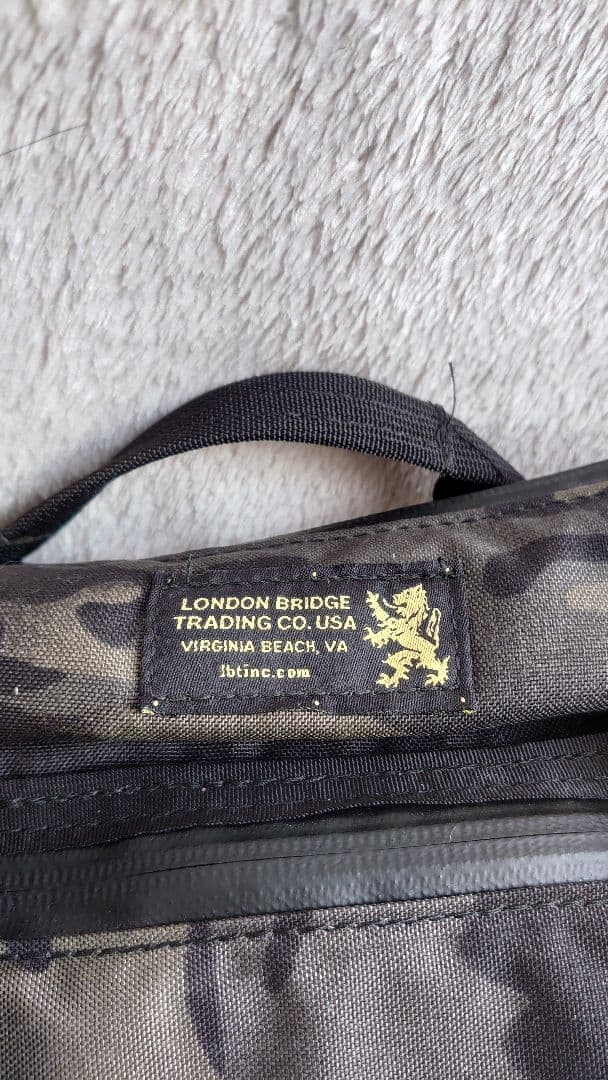 LONDON BRIDGE
TRADING CO. USA
VIRGINIA BEACH, VA
lbtinc.com